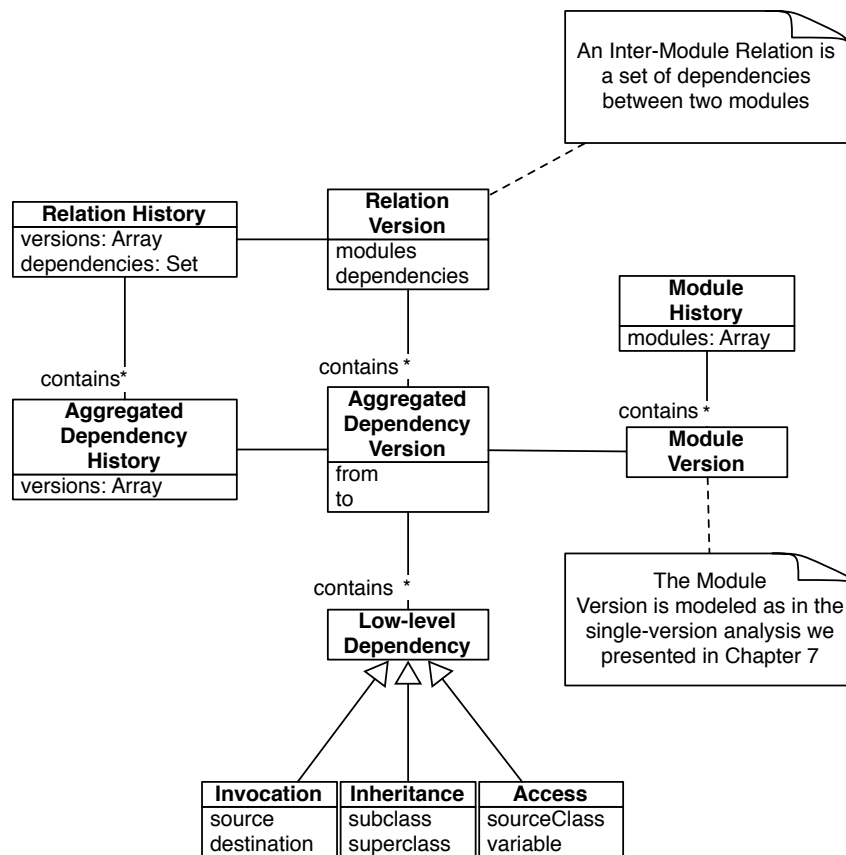 An Inter-Module Relation is
a set of dependencies
between two modules
Relation History
versions: Array
dependencies: Set
Relation
Version
modules
dependencies
Module
History
modules: Array
contains*
contains *
contains *
Aggregated
Dependency
History
versions: Array
Aggregated
Dependency
Version
from
to
Module
Version
contains *
The Module
Version is modeled as in the
single-version analysis we
presented in Chapter 7
Low-level
Dependency
Invocation
source
destination
Inheritance
subclass
superclass
Access
sourceClass
variable